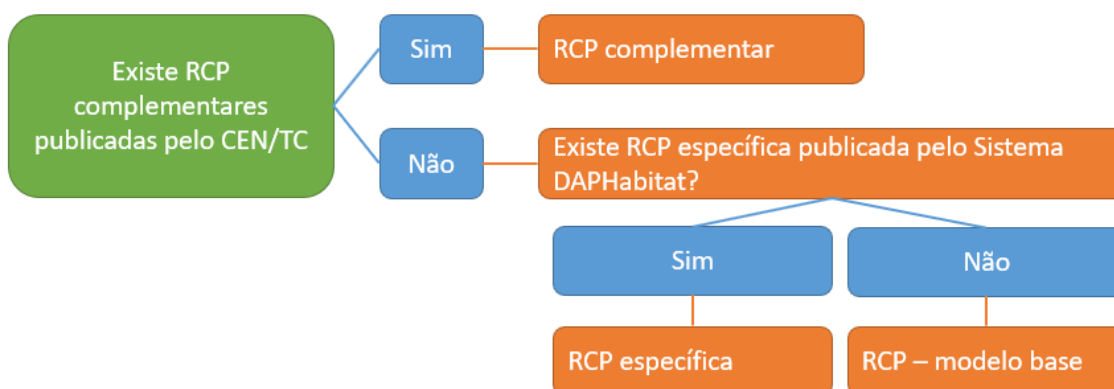 Existe RCP
complementares
publicadas pelo CEN/TC
Sim
RCP complementar
Não
Existe RCP específica publicada pelo Sistema
DAPHabitat?
Sim
Não
RCP específica
RCP – modelo base